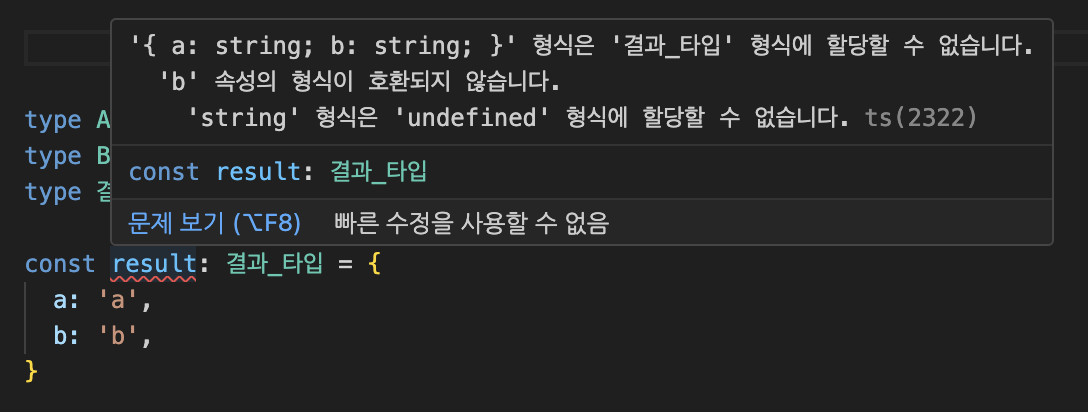 '{ a: string; b: string; }' 형식은 '결과_타입' 형식에 할당할 수 없습니다.
'b' 속성의 형식이 호환되지 않습니다.
'string' 형식은 'undefined' 형식에 할당할 수 없습니다. ts(2322)
type A
type B
const result: 결과_타입
type 결
문제 보기 (⌥F8) 빠른 수정을 사용할 수 없음
const result: 결과_타입 = {
a: 'a',
b: 'b',
}